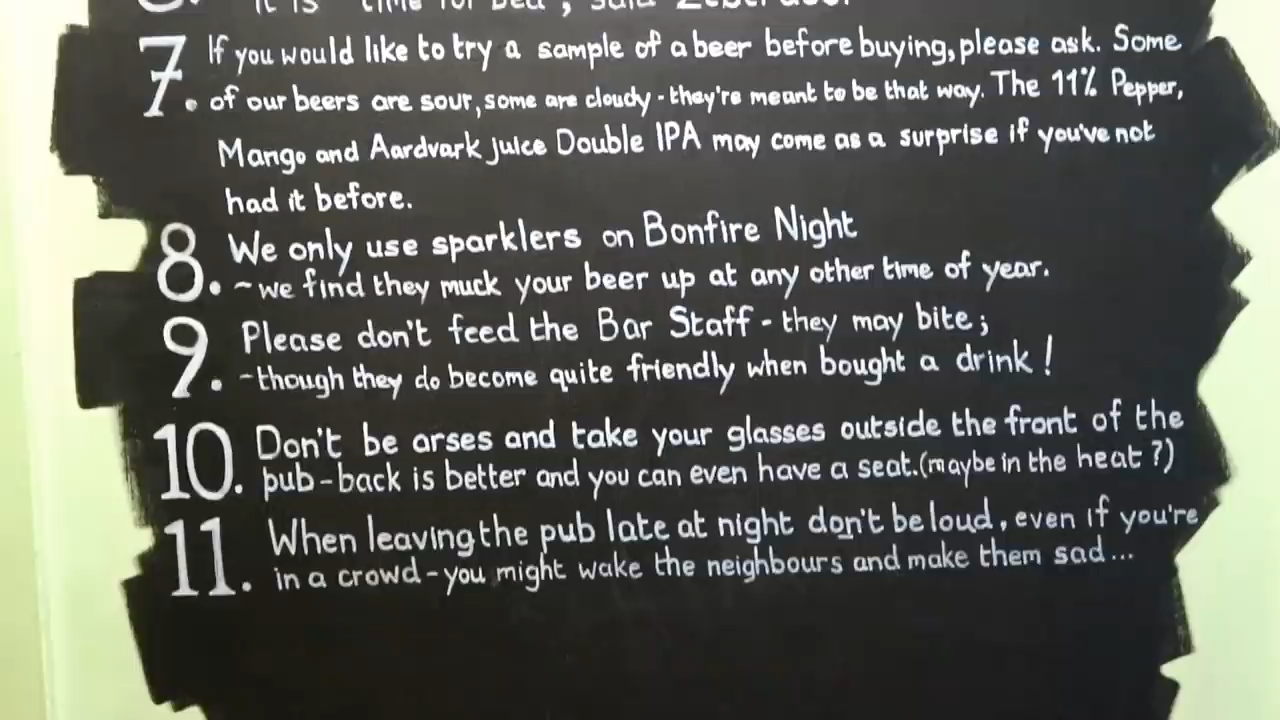 It is "time for bed", said Zebedee.
7. If you would like to try a sample of a beer before buying, please ask. Some
of our beers are sour, some are cloudy - they're meant to be that way. The 11% Pepper,
Mango and Aardvark juice Double IPA may come as a surprise if you've not
had it before.
8. We only use sparklers on Bonfire Night
~ we find they muck your beer up at any other time of year.
9. Please don't feed the Bar Staff - they may bite;
~ though they do become quite friendly when bought a drink!
10. Don't be arses and take your glasses outside the front of the
pub - back is better and you can even have a seat. (maybe in the heat?)
11. When leaving the pub late at night don't be loud, even if you're
in a crowd - you might wake the neighbours and make them sad...